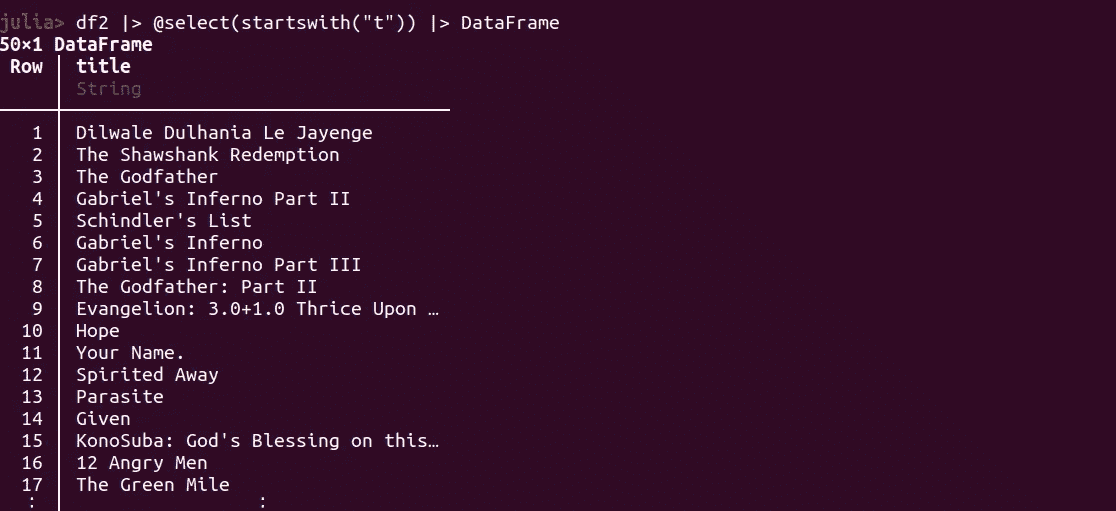 julia> df2 |> @select(startswith("t")) |> DataFrame
50×1 DataFrame
Row title
String
1 Dilwale Dulhania Le Jayenge
2 The Shawshank Redemption
3 The Godfather
4 Gabriel's Inferno Part II
5 Schindler's List
6 Gabriel's Inferno
7 Gabriel's Inferno Part III
8 The Godfather: Part II
9 Evangelion: 3.0+1.0 Thrice Upon …
10 Hope
11 Your Name.
12 Spirited Away
13 Parasite
14 Given
15 KonoSuba: God's Blessing on this…
16 12 Angry Men
17 The Green Mile
⋮ ⋮